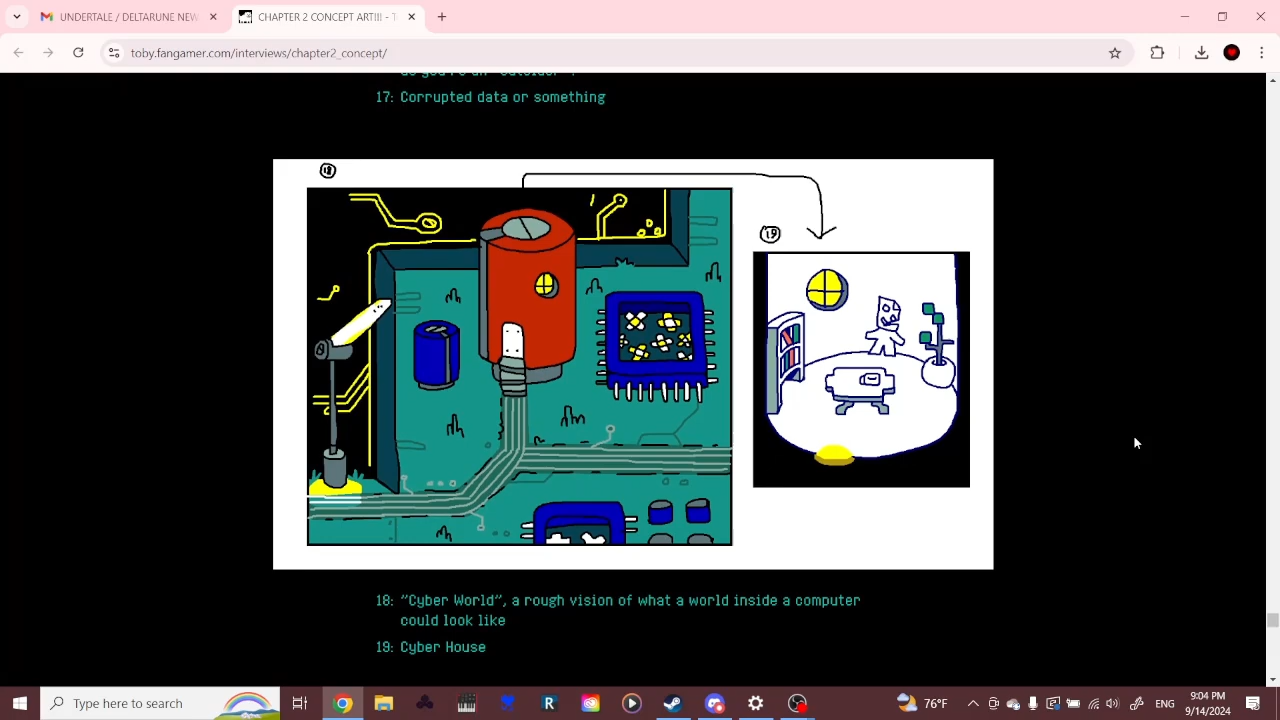 UNDERTALE / DELTARUNE NEW
CHAPTER 2 CONCEPT ART!!! - T
toby.fangamer.com/interviews/chapter2_concept/
17: Corrupted data or something
18
19
18: "Cyber World", a rough vision of what a world inside a computer
could look like
19: Cyber House
Type here to search
R
76°F
ENG
9:04 PM
9/14/2024